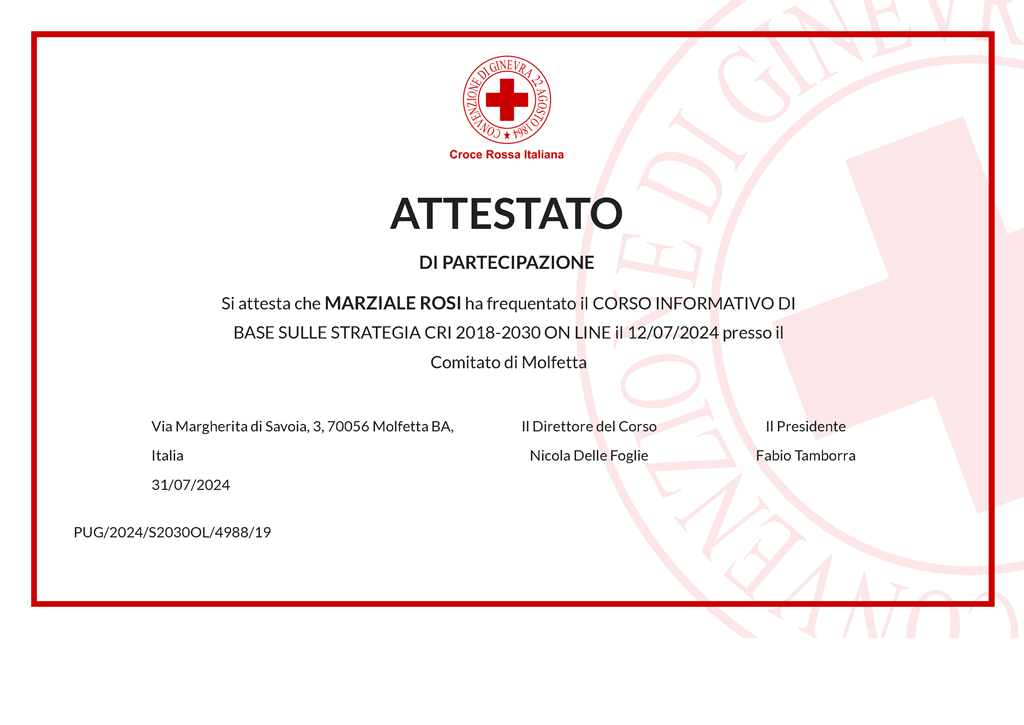 CONVENZIONE DI GINEVRA 22 AGOSTO 1864
Croce Rossa Italiana
ATTESTATO
DI PARTECIPAZIONE
Si attesta che MARZIALE ROSI ha frequentato il CORSO INFORMATIVO DI
BASE SULLE STRATEGIA CRI 2018-2030 ON LINE il 12/07/2024 presso il
Comitato di Molfetta
Via Margherita di Savoia, 3, 70056 Molfetta BA,
Italia
31/07/2024
Il Direttore del Corso
Nicola Delle Foglie
Il Presidente
Fabio Tamborra
PUG/2024/S2030OL/4988/19
CONVENZIONE DI GINEVR